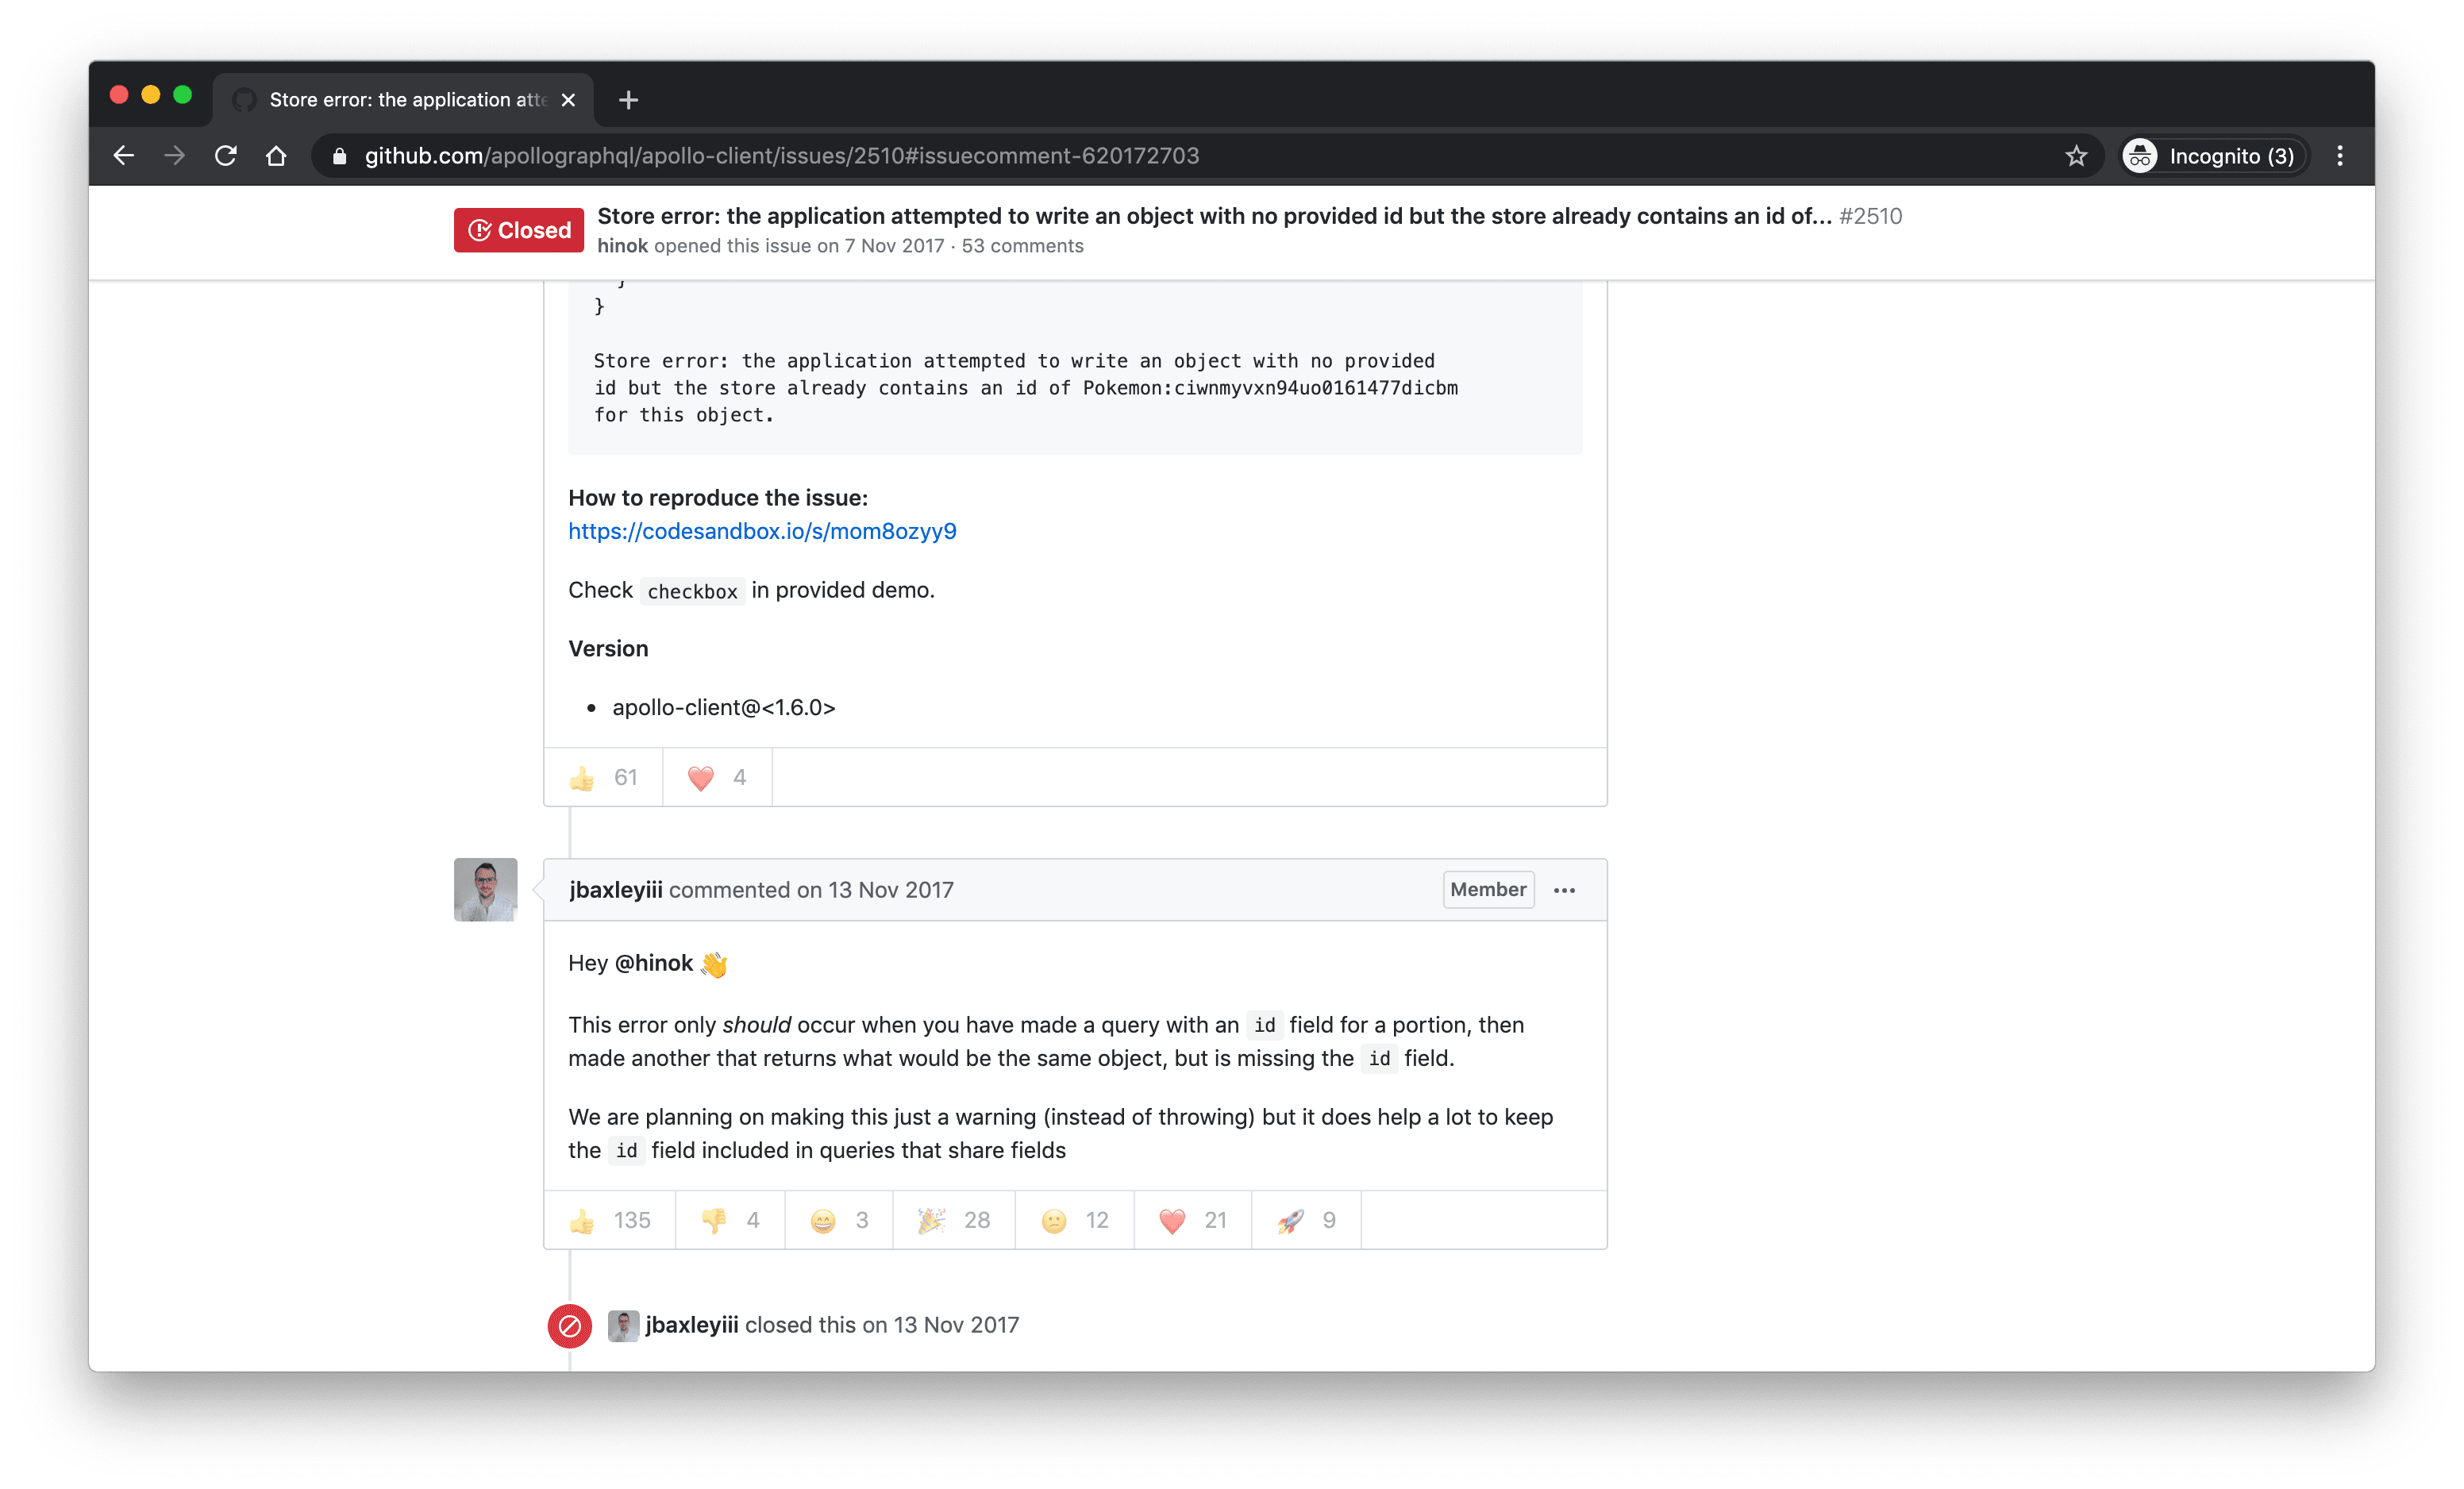 Store error: the application atte
github.com/apollographql/apollo-client/issues/2510#issuecomment-620172703
Incognito (3)
Closed
Store error: the application attempted to write an object with no provided id but the store already contains an id of... #2510
hinok opened this issue on 7 Nov 2017 · 53 comments
}
}
Store error: the application attempted to write an object with no provided
id but the store already contains an id of Pokemon:ciwnmyvxn94uo0161477dicbm
for this object.
How to reproduce the issue:
https://codesandbox.io/s/mom8ozyy9
Check checkbox in provided demo.
Version
• apollo-client@<1.6.0>
👍 61 ❤️ 4
jbaxleyiii commented on 13 Nov 2017
Member
Hey @hinok 👋
This error only should occur when you have made a query with an id field for a portion, then
made another that returns what would be the same object, but is missing the id field.
We are planning on making this just a warning (instead of throwing) but it does help a lot to keep
the id field included in queries that share fields
👍 135 👎 4 😄 3 🎉 28 😕 12 ❤️ 21 🚀 9
jbaxleyiii closed this on 13 Nov 2017